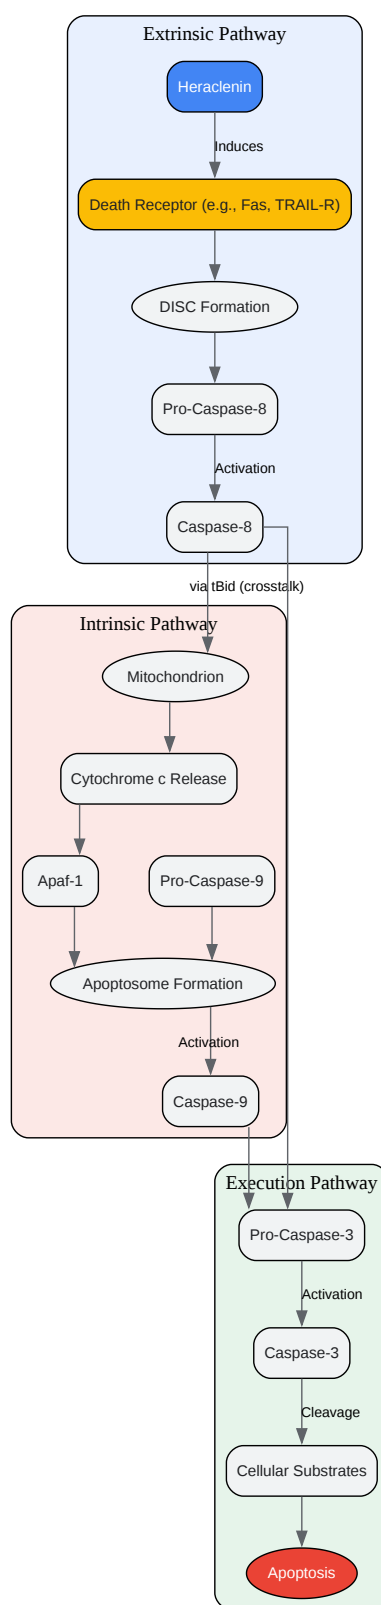 Extrinsic Pathway
Heraclenin
Induces
Death Receptor (e.g., Fas, TRAIL-R)
DISC Formation
Pro-Caspase-8
Activation
Caspase-8
via tBid (crosstalk)
Intrinsic Pathway
Mitochondrion
Cytochrome c Release
Apaf-1
Pro-Caspase-9
Apoptosome Formation
Activation
Caspase-9
Execution Pathway
Pro-Caspase-3
Activation
Caspase-3
Cleavage
Cellular Substrates
Apoptosis